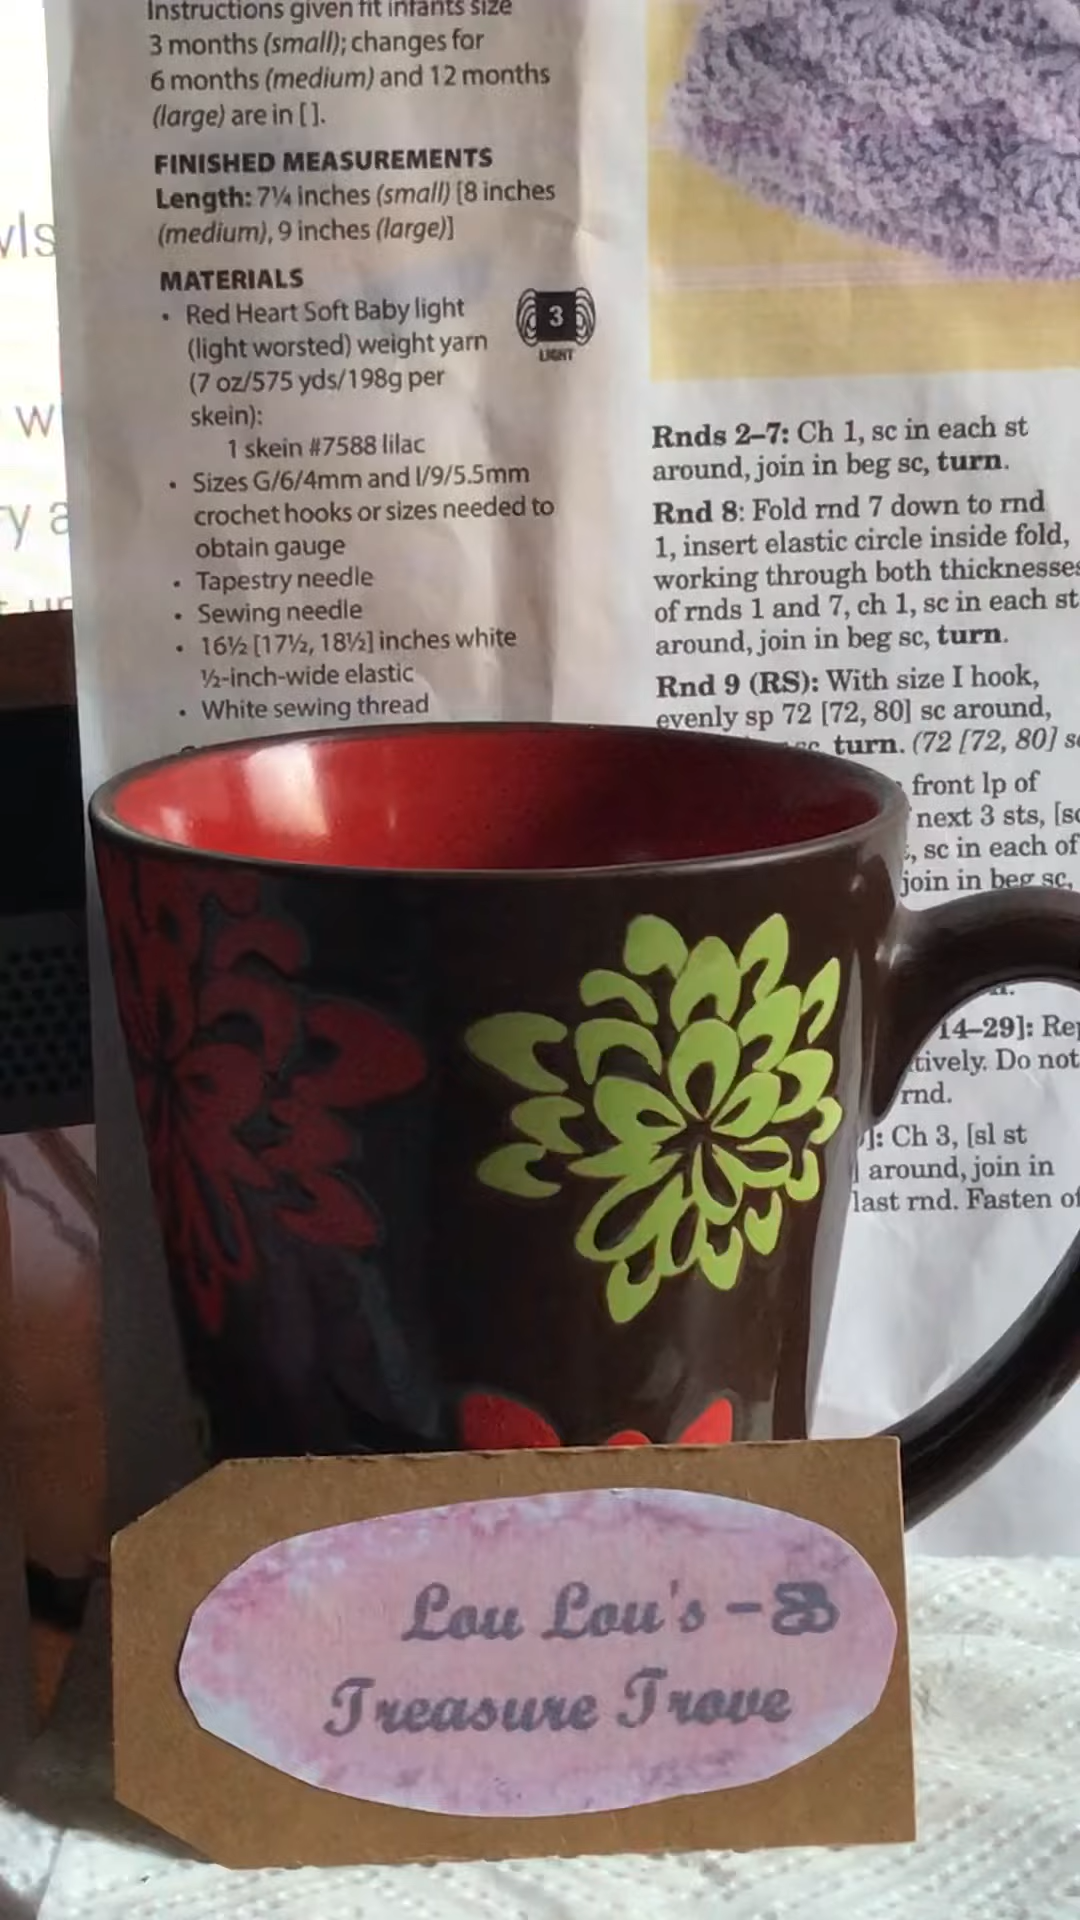 Instructions given fit infants size
3 months (small); changes for
6 months (medium) and 12 months
(large) are in [ ].
FINISHED MEASUREMENTS
Length: 7¼ inches (small) [8 inches
(medium), 9 inches (large)]
MATERIALS
• Red Heart Soft Baby light
(light worsted) weight yarn
(7 oz/575 yds/198g per
skein):
1 skein #7588 lilac
3
LIGHT
• Sizes G/6/4mm and I/9/5.5mm
crochet hooks or sizes needed to
obtain gauge
• Tapestry needle
• Sewing needle
• 16½ [17½, 18½] inches white
½-inch-wide elastic
• White sewing thread
Rnds 2–7: Ch 1, sc in each st
around, join in beg sc, turn.
Rnd 8: Fold rnd 7 down to rnd
1, insert elastic circle inside fold,
working through both thicknesses
of rnds 1 and 7, ch 1, sc in each st
around, join in beg sc, turn.
Rnd 9 (RS): With size I hook,
evenly sp 72 [72, 80] sc around,
turn. (72 [72, 80]
front lp of
next 3 sts,
sc in each of
join in beg sc,
14–29]:
Do not
rnd.
]: Ch 3, [sl st
] around, join in
last rnd. Fasten
Lou Lou's –
Treasure Trove